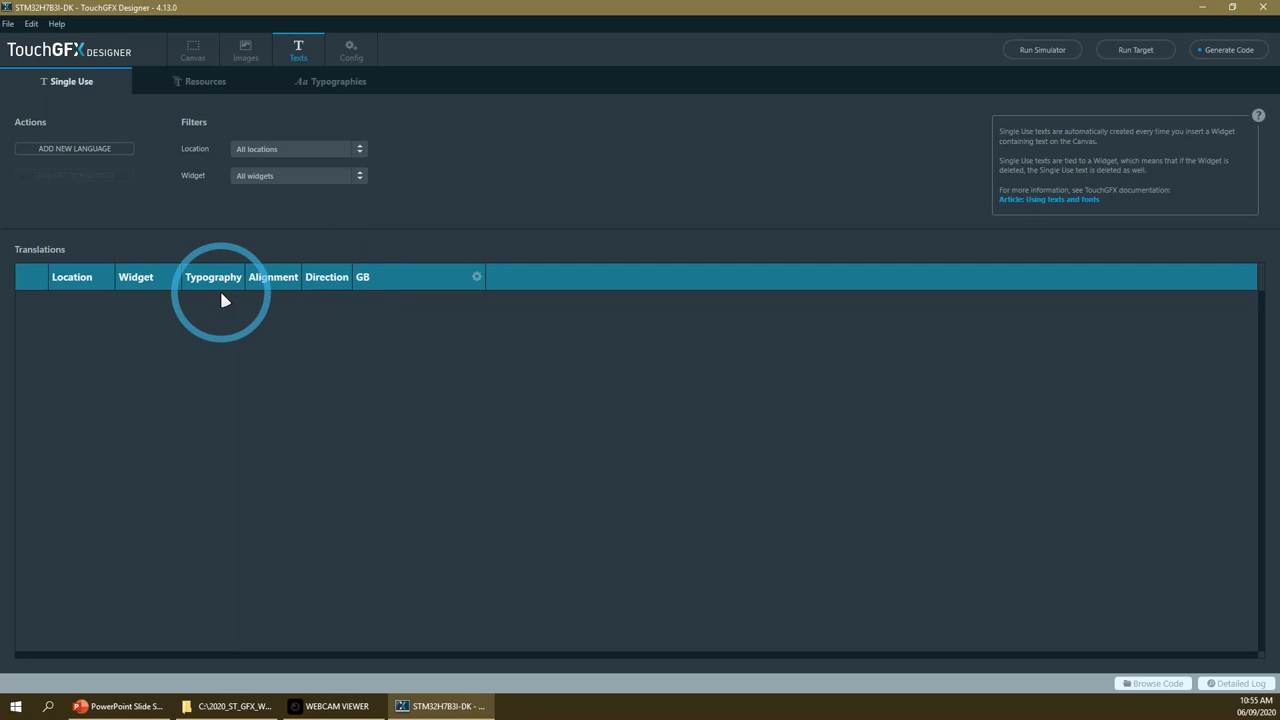 STM32H7B3I-DK - TouchGFX Designer - 4.13.0
File Edit Help
TouchGFX DESIGNER
Canvas
Images
Texts
Config
Run Simulator
Run Target
Generate Code
Single Use
Resources
Aa Typographies
Actions
Filters
ADD NEW LANGUAGE
Location
All locations
Widget
All widgets
?
Single Use texts are automatically created every time you insert a Widget
containing text on the Canvas.
Single Use texts are tied to a Widget, which means that if the Widget is
deleted, the Single Use text is deleted as well.
For more information, see TouchGFX documentation:
Article: Using texts and fonts
Translations
Location Widget Typography Alignment Direction GB
Browse Code
Detailed Log
PowerPoint Slide S...
C:\2020_ST_GFX_W...
WEBCAM VIEWER
STM32H7B3I-DK - ...
10:55 AM
06/09/2020